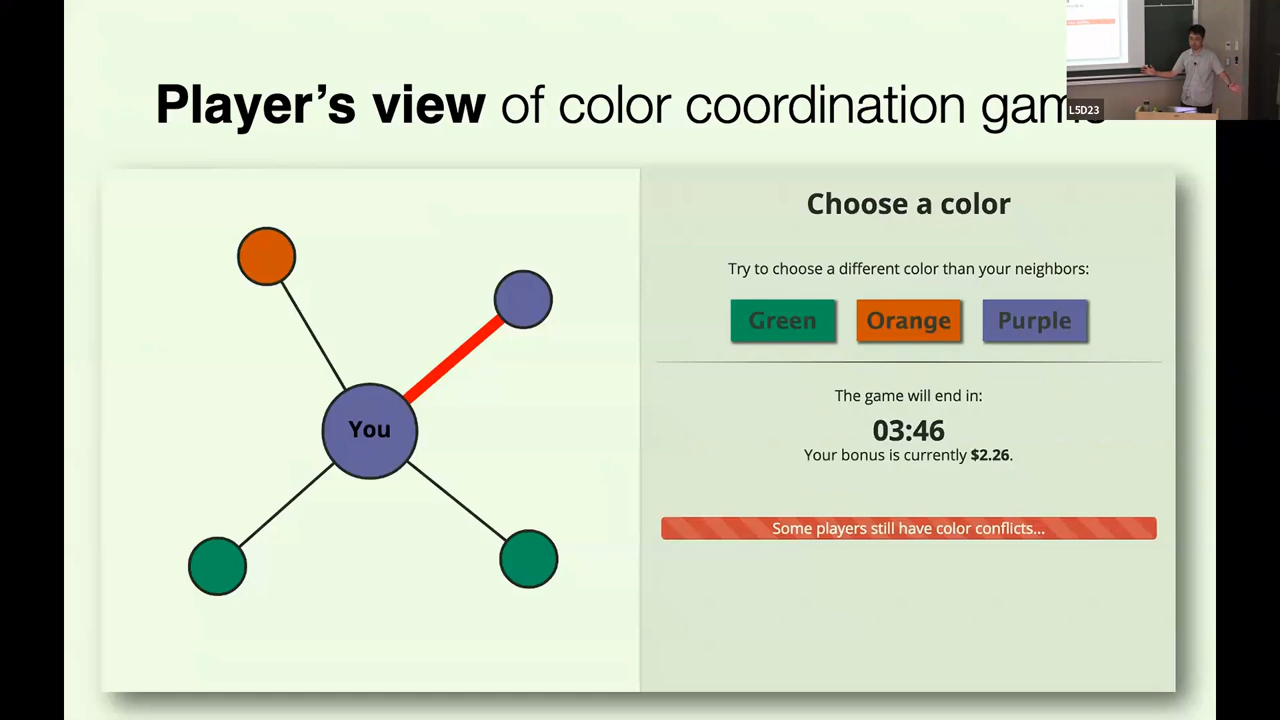 Player's view of color coordination game
L5D23
Choose a color
Try to choose a different color than your neighbors:
Green Orange Purple
You
The game will end in:
03:46
Your bonus is currently $2.26.
Some players still have color conflicts...